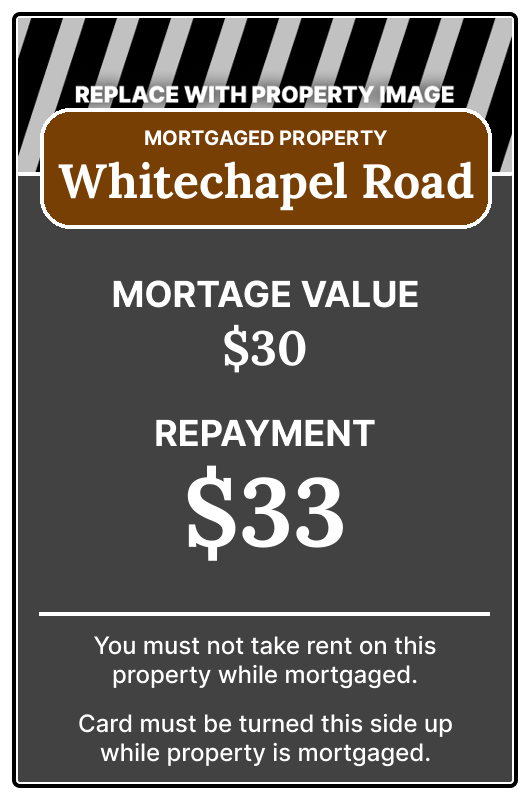 REPLACE WITH PROPERTY IMAGE
MORTGAGED PROPERTY
Whitechapel Road
MORTAGE VALUE
$30
REPAYMENT
$33
You must not take rent on this
property while mortgaged.
Card must be turned this side up
while property is mortgaged.